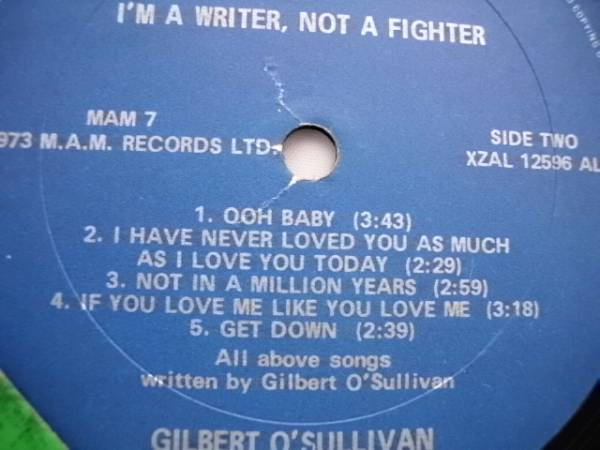 I'M A WRITER, NOT A FIGHTER
MAM 7
973 M.A.M. RECORDS LTD.
SIDE TWO
XZAL 12596 AL
1. OOH BABY (3:43)
2. I HAVE NEVER LOVED YOU AS MUCH
AS I LOVE YOU TODAY (2:29)
3. NOT IN A MILLION YEARS (2:59)
4. IF YOU LOVE ME LIKE YOU LOVE ME (3:18)
5. GET DOWN (2:39)
All above songs
written by Gilbert O'Sullivan
GILBERT O'SULLIVAN